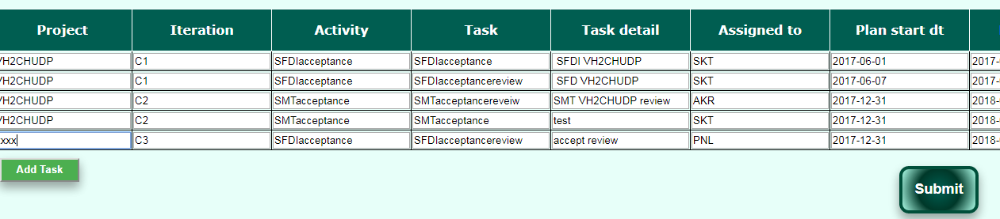 Project Iteration Activity Task Task detail Assigned to Plan start dt
VH2CHUDP C1 SFDIacceptance SFDIacceptance SFDI VH2CHUDP SKT 2017-06-01 2017-
VH2CHUDP C1 SFDIacceptance SFDIacceptancereview SFD VH2CHUDP SKT 2017-06-07 2017-
VH2CHUDP C2 SMTacceptance SMTacceptancereveiw SMT VH2CHUDP review AKR 2017-12-31 2018-
VH2CHUDP C2 SMTacceptance SMTacceptance test SKT 2017-12-31 2018-
xxx C3 SFDIacceptance SFDIacceptancereview accept review PNL 2017-12-31 2018-
Add Task
Submit